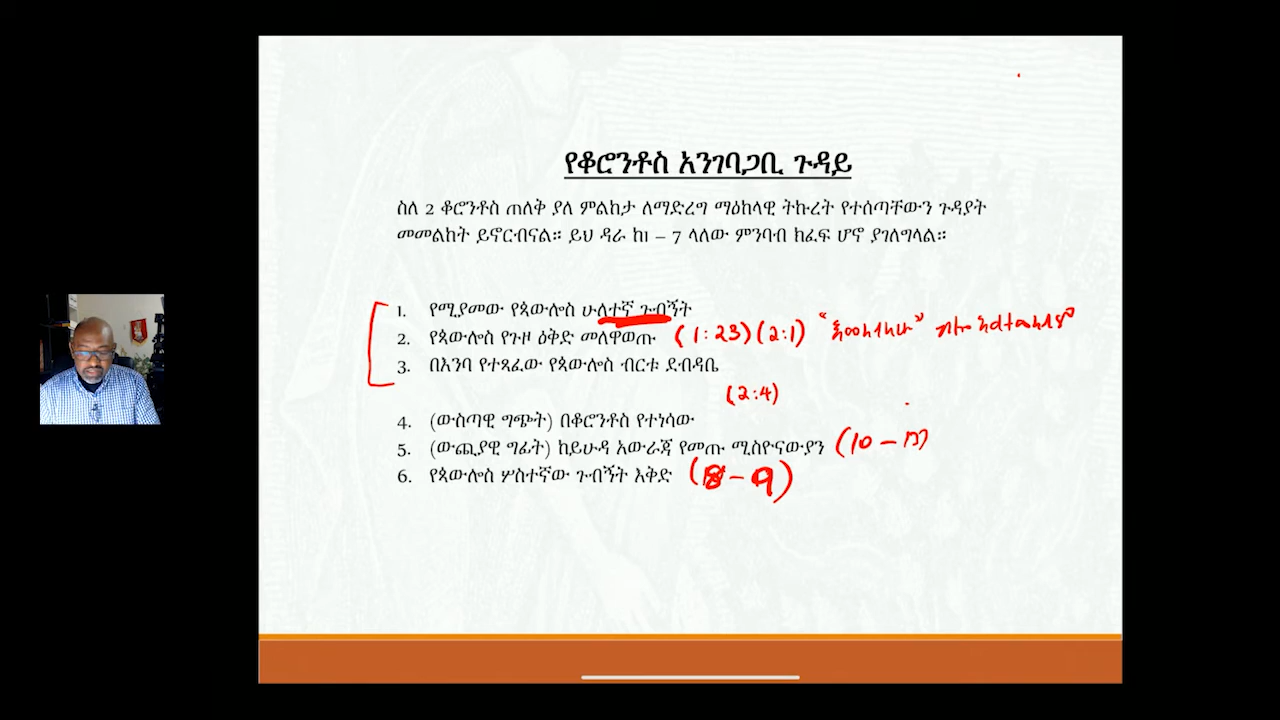 የቆሮንቶስ አንገባጋቢ ጉዳይ
ስለ 2 ቆሮንቶስ ጠለቅ ያለ ምልከታ ለማድረግ ማዕከላዊ ትኩረት የተሰጣቸውን ጉዳያት
መመልከት ይኖርብናል። ይህ ዳራ ከ1 – 7 ላለው ምንባብ ክፈፍ ሆኖ ያገለግላል።
1. የሚያመው የጳውሎስ ሁለተኛ ጉብኝት
2. የጳውሎስ የጉዞ ዕቅድ መለዋወጡ (1:23) (2:1)
3. በእንባ የተጻፈው የጳውሎስ ብርቱ ደብዳቤ
(2:4)
4. (ውስጣዊ ግጭት) በቆሮንቶስ የተነሳው
5. (ውጪያዊ ግፊት) ከይሁዳ አውራጃ የመጡ ሚስዮናውያን (10 – 13)
6. የጳውሎስ ሦስተኛው ጉብኝት እቅድ (8 – 9)